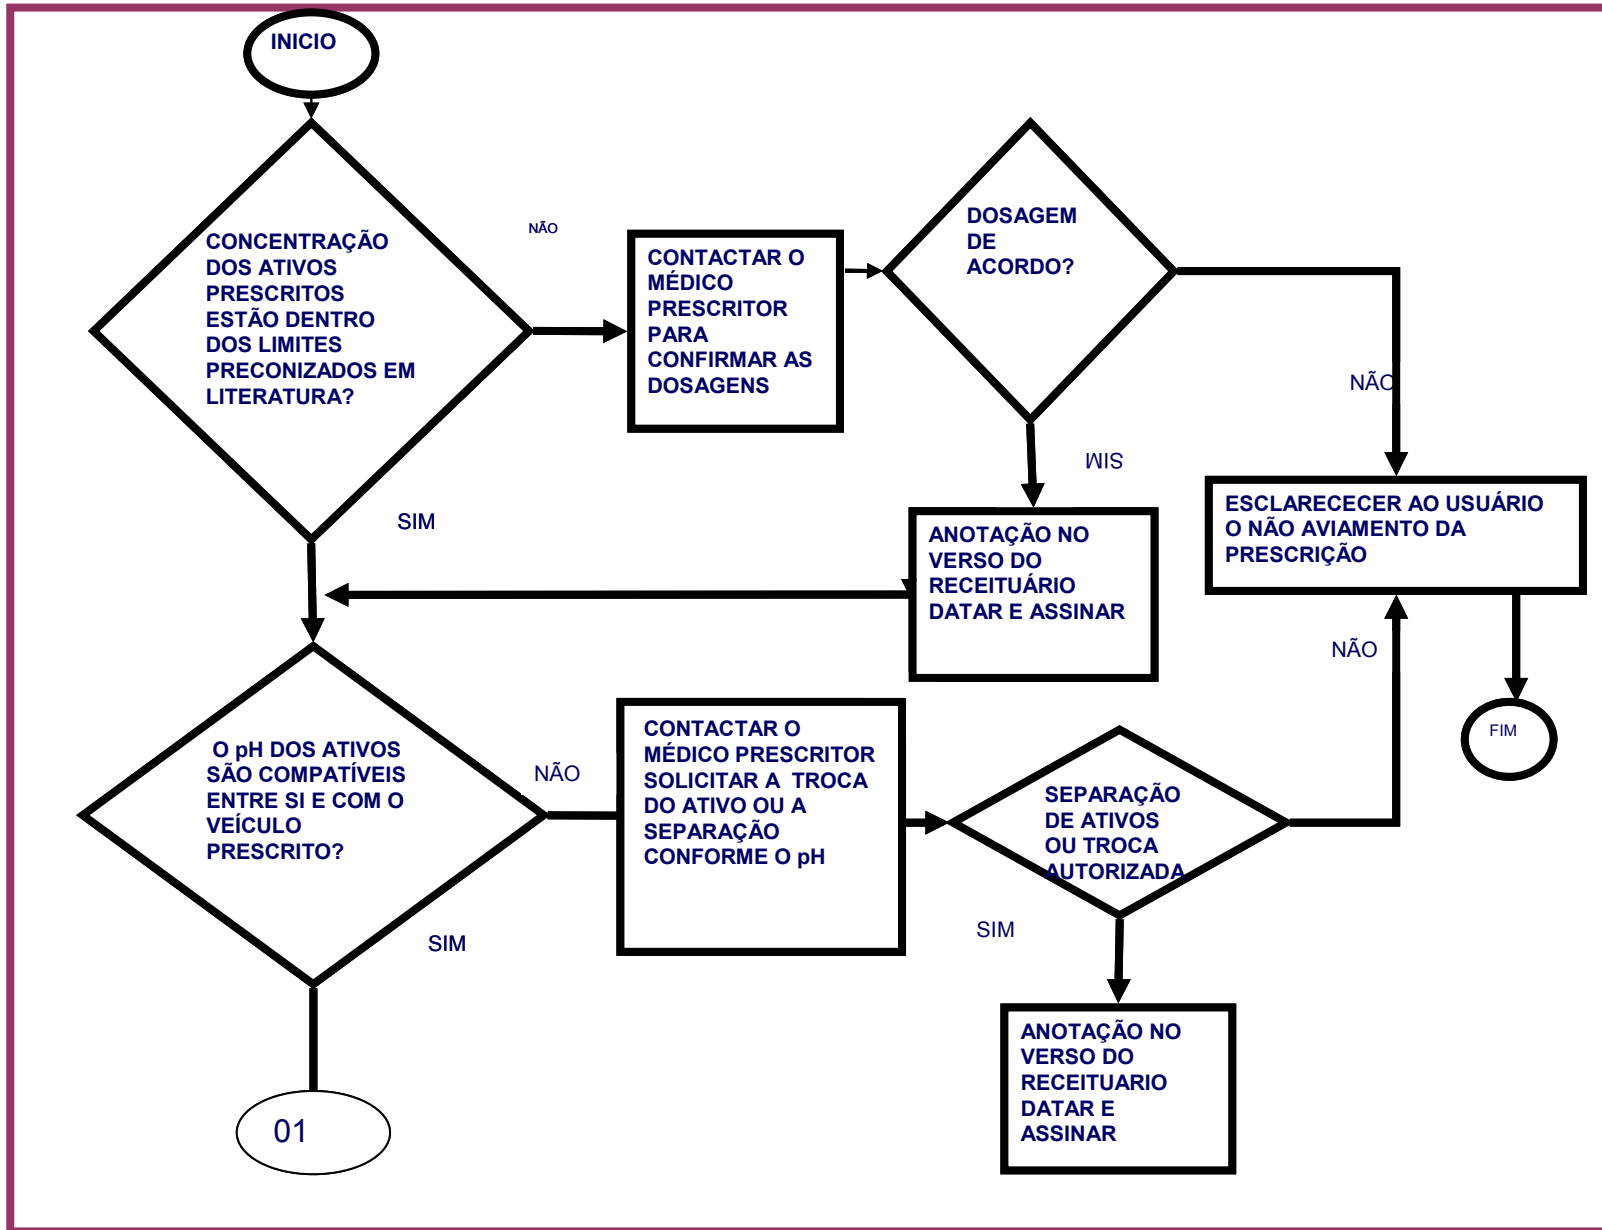 INICIO
CONCENTRAÇÃO
DOS ATIVOS
PRESCRITOS
ESTÃO DENTRO
DOS LIMITES
PRECONIZADOS EM
LITERATURA?
NÃO
CONTACTAR O
MÉDICO
PRESCRITOR
PARA
CONFIRMAR AS
DOSAGENS
DOSAGEM
DE
ACORDO?
NÃO
SIM
SIM
ANOTAÇÃO NO
VERSO DO
RECEITUÁRIO
DATAR E ASSINAR
ESCLARECECER AO USUÁRIO
O NÃO AVIAMENTO DA
PRESCRIÇÃO
NÃO
FIM
O pH DOS ATIVOS
SÃO COMPATÍVEIS
ENTRE SI E COM O
VEÍCULO
PRESCRITO?
NÃO
CONTACTAR O
MÉDICO PRESCRITOR
SOLICITAR A  TROCA
DO ATIVO OU A
SEPARAÇÃO
CONFORME O pH
SEPARAÇÃO
DE ATIVOS
OU TROCA
AUTORIZADA
SIM
SIM
ANOTAÇÃO NO
VERSO DO
RECEITUARIO
DATAR E
ASSINAR
01